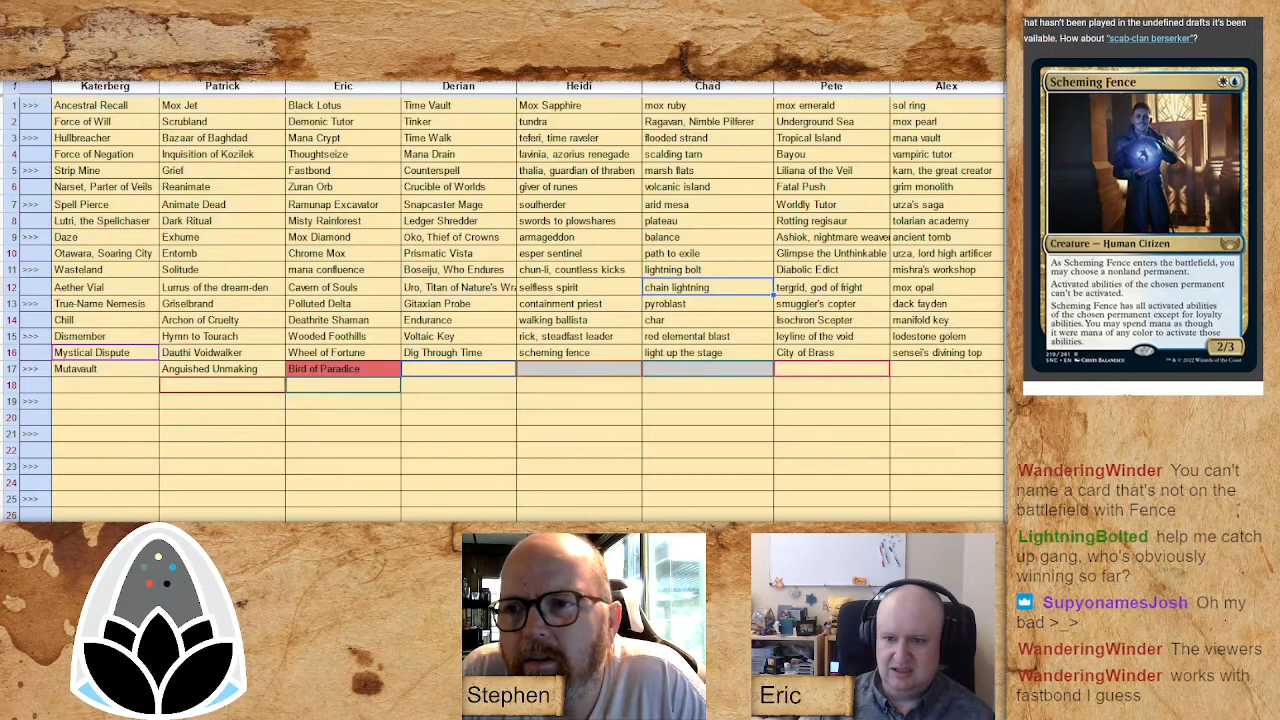 1 Katerberg Patrick Eric Derian Heidi Chad Pete Alex
1 >>> Ancestral Recall Mox Jet Black Lotus Time Vault Mox Sapphire mox ruby mox emerald sol ring
2 Force of Will Scrubland Demonic Tutor Tinker tundra Ragavan, Nimble Pilferer Underground Sea mox pearl
3 >>> Hullbreacher Bazaar of Baghdad Mana Crypt Time Walk teferi, time raveler flooded strand Tropical Island mana vault
4 Force of Negation Inquisition of Kozilek Thoughtseize Mana Drain lavinia, azorius renegade scalding tarn Bayou vampiric tutor
5 >>> Strip Mine Grief Fastbond Counterspell thalia, guardian of thraben marsh flats Liliana of the Veil karn, the great creator
6 Narset, Parter of Veils Reanimate Zuran Orb Crucible of Worlds giver of runes volcanic island Fatal Push grim monolith
7 >>> Spell Pierce Animate Dead Ramunap Excavator Snapcaster Mage soulherder arid mesa Worldly Tutor urza's saga
8 Lutri, the Spellchaser Dark Ritual Misty Rainforest Ledger Shredder swords to plowshares plateau Rotting regisaur tolarian academy
9 >>> Daze Exhume Mox Diamond Oko, Thief of Crowns armageddon balance Ashiok, nightmare weaver ancient tomb
10 Otawara, Soaring City Entomb Chrome Mox Prismatic Vista esper sentinel path to exile Glimpse the Unthinkable urza, lord high artificer
11 >>> Wasteland Solitude mana confluence Boseiju, Who Endures chun-li, countless kicks lightning bolt Diabolic Edict mishra's workshop
12 Aether Vial Lurrus of the dream-den Cavern of Souls Uro, Titan of Nature's Wra selfless spirit chain lightning tergrid, god of fright mox opal
13 >>> True-Name Nemesis Griselbrand Polluted Delta Gitaxian Probe containment priest pyroblast smuggler's copter dack fayden
14 Chill Archon of Cruelty Deathrite Shaman Endurance walking ballista char Isochron Scepter manifold key
15 >>> Dismember Hymn to Tourach Wooded Foothills Voltaic Key rick, steadfast leader red elemental blast leyline of the void lodestone golem
16 Mystical Dispute Dauthi Voidwalker Wheel of Fortune Dig Through Time scheming fence light up the stage City of Brass sensei's divining top
17 >>> Mutavault Anguished Unmaking Bird of Paradice
18
19 >>>
20
21 >>>
22
23 >>>
24
25 >>>
26
hat hasn't been played in the undefined drafts it's been
vailable. How about "scab-clan berserker"?
Scheming Fence
Creature — Human Citizen
As Scheming Fence enters the battlefield, you
may choose a nonland permanent.
Activated abilities of the chosen permanent
can't be activated.
Scheming Fence has all activated abilities
of the chosen permanent except for loyalty
abilities. You may spend mana as though
it were mana of any color to activate those
abilities.
2/3
219/281 R
SNC • EN
™ & © 2022 Wizards of the Coast
WanderingWinder You can't
name a card that's not on the
battlefield with Fence
LightningBolted help me catch
up gang, who's obviously
winning so far?
SupyonamesJosh Oh my
bad >_>
WanderingWinder The viewers
WanderingWinder works with
fastbond I guess
Stephen
Eric